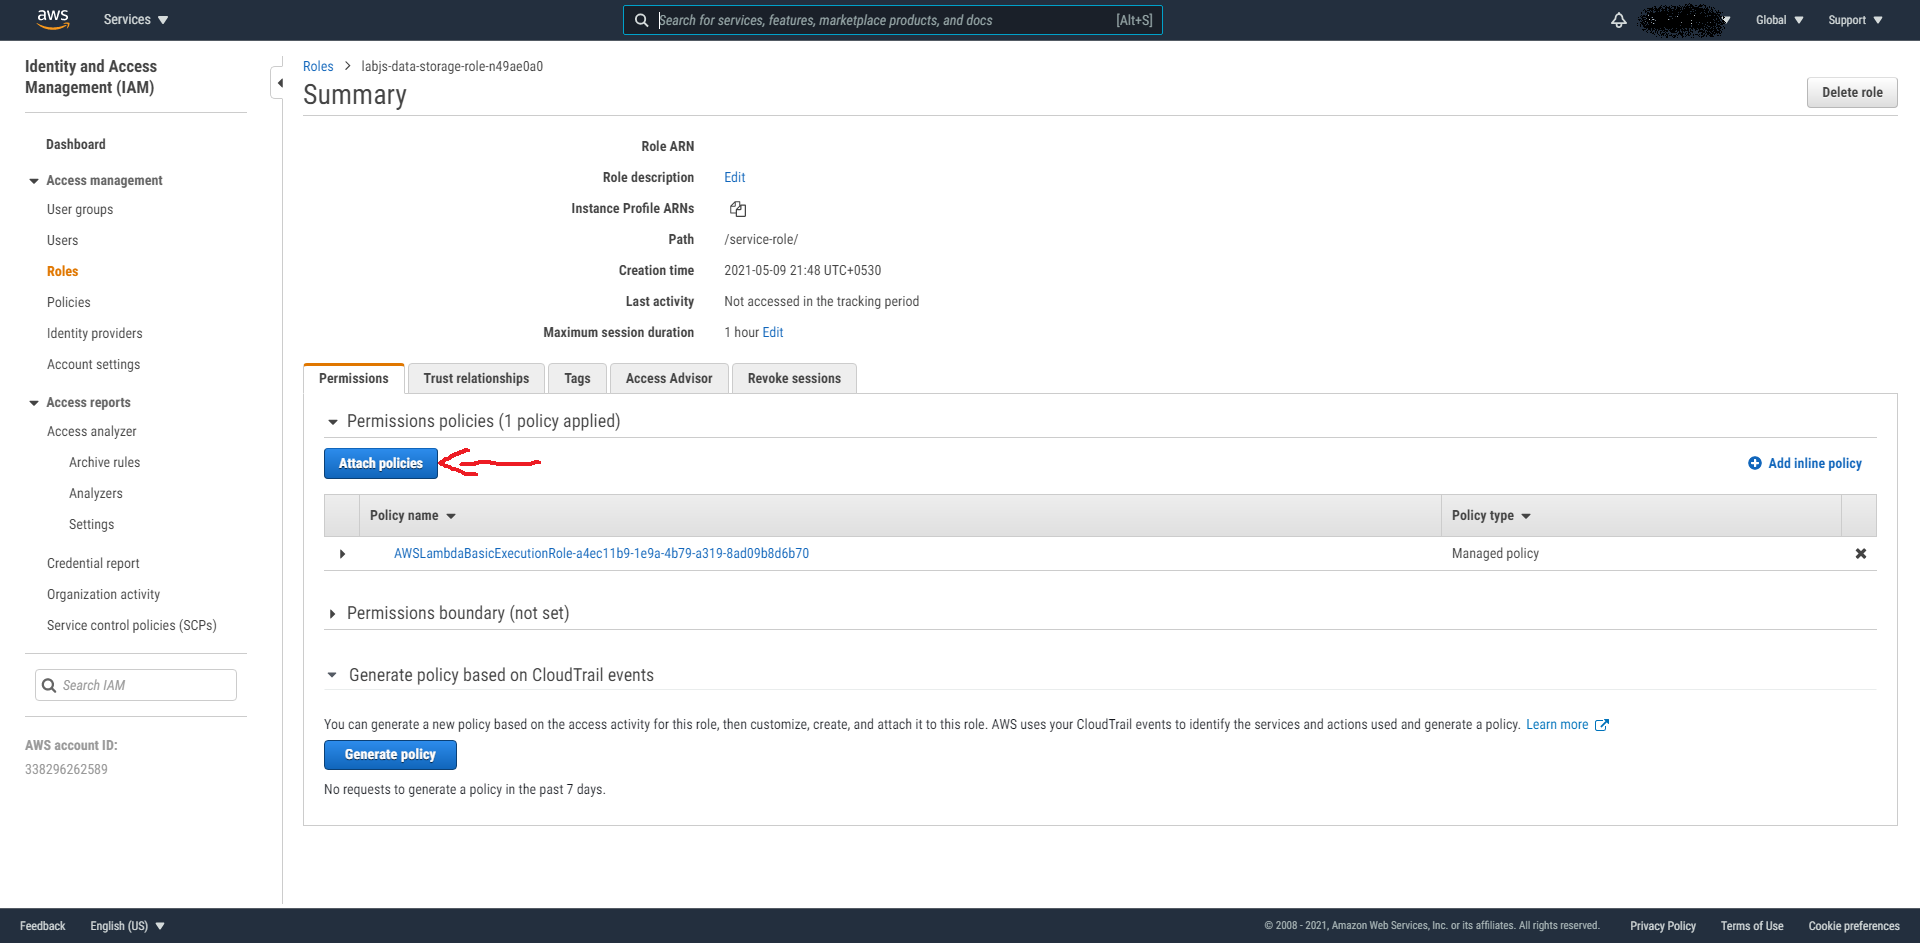 aws Services Search for services, features, marketplace products, and docs [Alt+S] Global Support
Identity and Access
Management (IAM)
Dashboard
Access management
User groups
Users
Roles
Policies
Identity providers
Account settings
Access reports
Access analyzer
Archive rules
Analyzers
Settings
Credential report
Organization activity
Service control policies (SCPs)
Search IAM
AWS account ID:
338296262589
Roles > labjs-data-storage-role-n49ae0a0
Summary
Delete role
Role ARN
Role description Edit
Instance Profile ARNs
Path /service-role/
Creation time 2021-05-09 21:48 UTC+0530
Last activity Not accessed in the tracking period
Maximum session duration 1 hour Edit
Permissions Trust relationships Tags Access Advisor Revoke sessions
Permissions policies (1 policy applied)
Attach policies Add inline policy
Policy name Policy type
AWSLambdaBasicExecutionRole-a4ec11b9-1e9a-4b79-a319-8ad09b8d6b70 Managed policy
Permissions boundary (not set)
Generate policy based on CloudTrail events
You can generate a new policy based on the access activity for this role, then customize, create, and attach it to this role. AWS uses your CloudTrail events to identify the services and actions used and generate a policy. Learn more
Generate policy
No requests to generate a policy in the past 7 days.
Feedback English (US) © 2008 - 2021, Amazon Web Services, Inc. or its affiliates. All rights reserved. Privacy Policy Terms of Use Cookie preferences